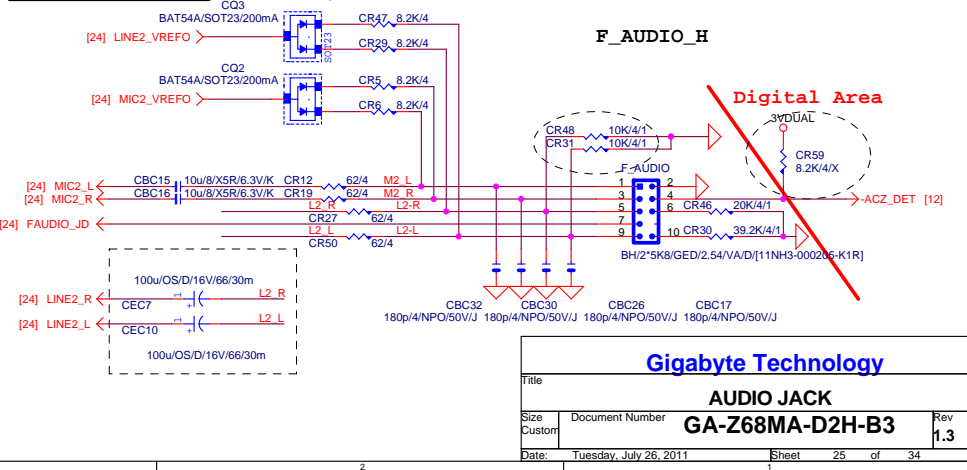 CQ3
BAT54A/SOT23/200mA
[24] LINE2_VREFO
SOT23
CR47 8.2K/4
CR29 8.2K/4
CQ2
BAT54A/SOT23/200mA
[24] MIC2_VREFO
CR5 8.2K/4
CR6 8.2K/4
F_AUDIO_H
Digital Area
3VDUAL
CR48 10K/4/1
CR31 10K/4/1
CR59
8.2K/4/X
F_AUDIO
[24] MIC2_L CBC15 10u/8/X5R/6.3V/K CR12 62/4 M2_L 1 2
[24] MIC2_R CBC16 10u/8/X5R/6.3V/K CR19 62/4 M2_R 3 4 -ACZ_DET [12]
L2_R L2-R 5 6 CR46 20K/4/1
[24] FAUDIO_JD CR27 62/4 7
L2_L L2-L 9 10 CR30 39.2K/4/1
CR50 62/4
BH/2*5K8/GED/2.54/VA/D/[11NH3-000205-K1R]
100u/OS/D/16V/66/30m
[24] LINE2_R 1 + L2_R
CEC7
[24] LINE2_L 1 + L2_L
CEC10
100u/OS/D/16V/66/30m
CBC32 CBC30 CBC26 CBC17
180p/4/NPO/50V/J 180p/4/NPO/50V/J 180p/4/NPO/50V/J 180p/4/NPO/50V/J
Gigabyte Technology
Title
AUDIO JACK
Size Document Number Rev
Custom GA-Z68MA-D2H-B3 1.3
Date: Tuesday, July 26, 2011 Sheet 25 of 34
2 1